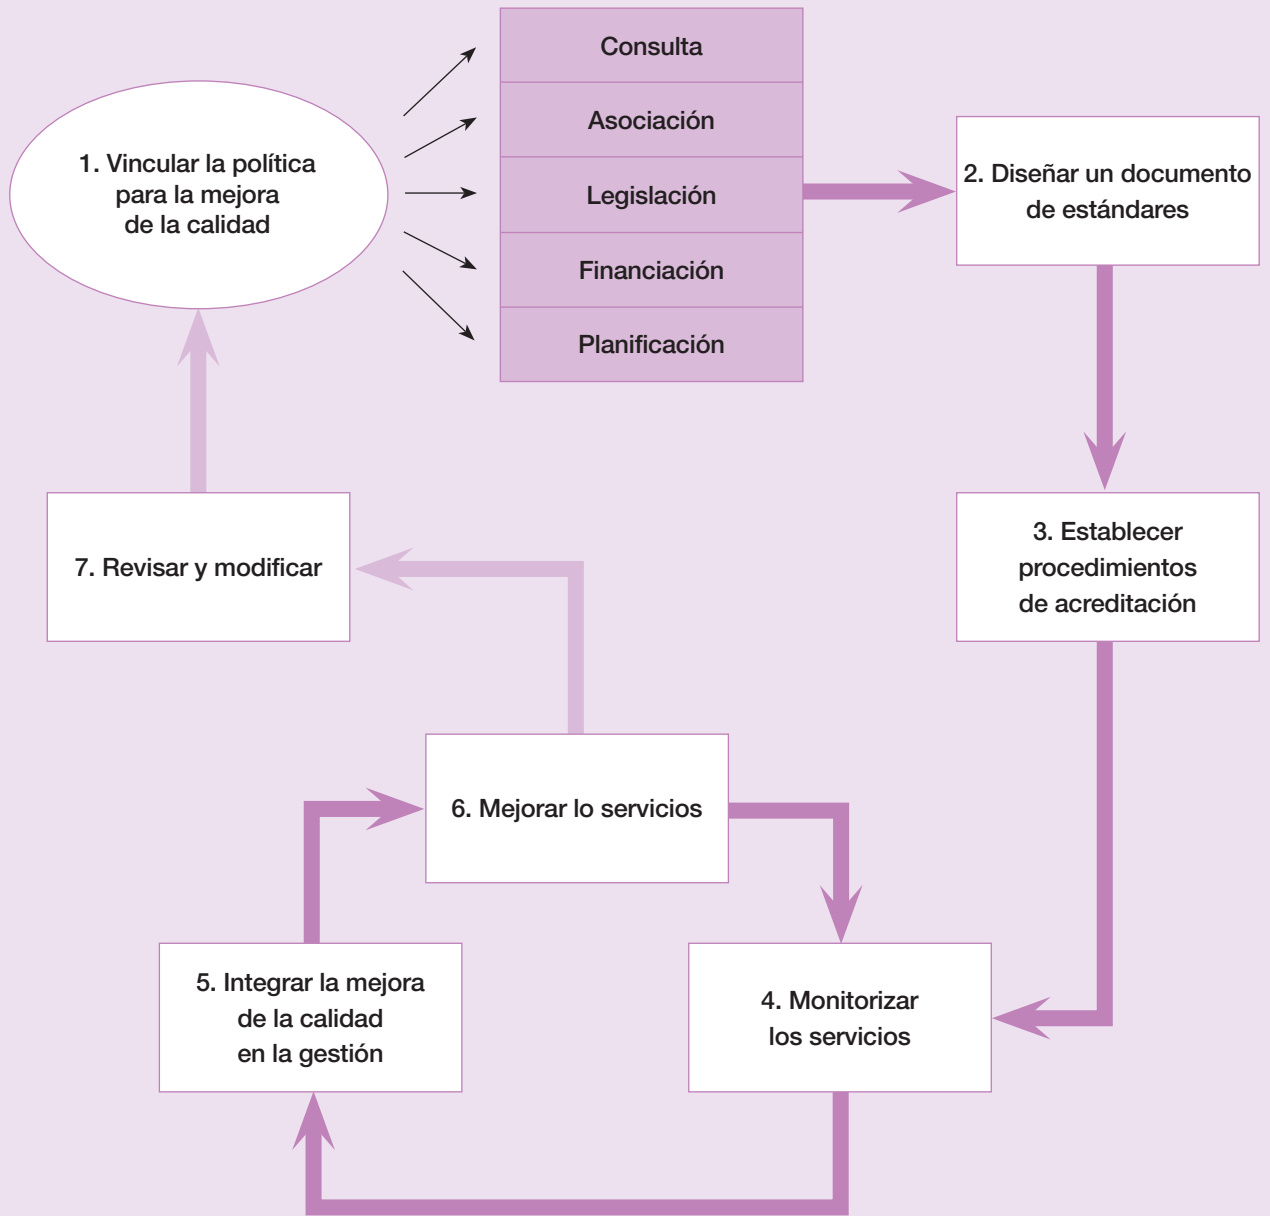 1. Vincular la política
para la mejora
de la calidad
Consulta
Asociación
Legislación
Financiación
Planificación
2. Diseñar un documento
de estándares
3. Establecer
procedimientos
de acreditación
4. Monitorizar
los servicios
5. Integrar la mejora
de la calidad
en la gestión
6. Mejorar lo servicios
7. Revisar y modificar